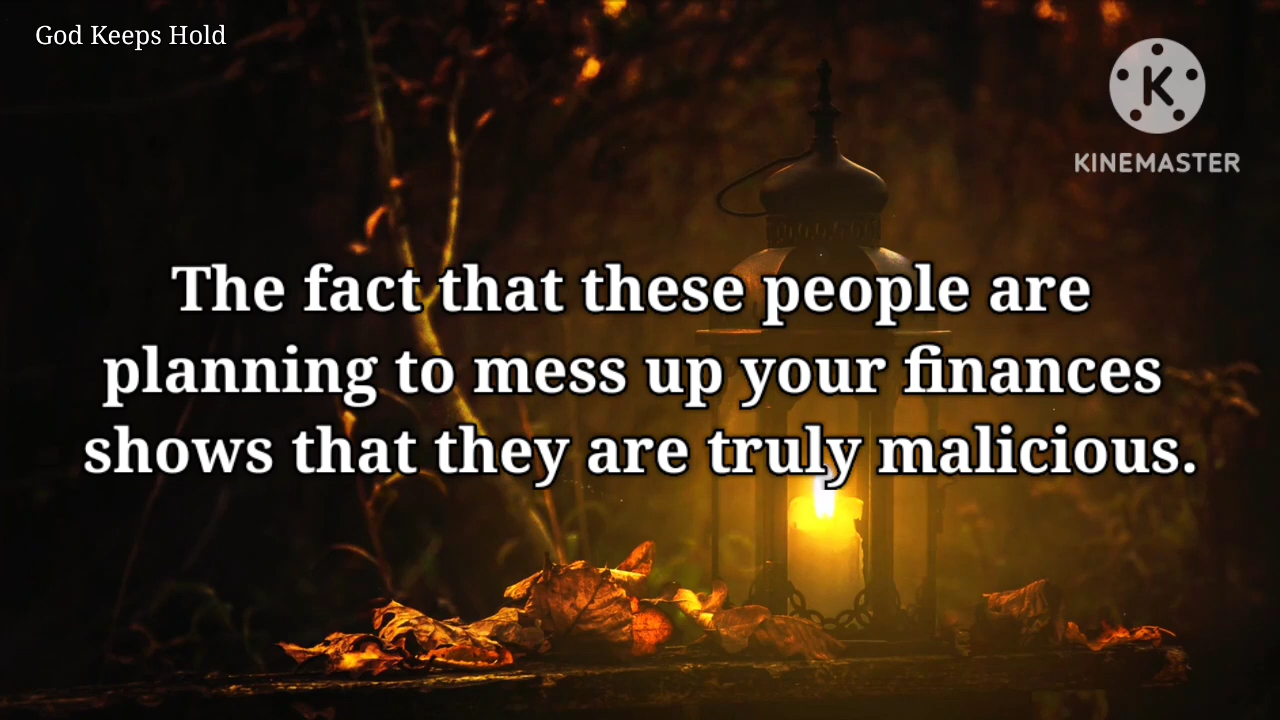 God Keeps Hold
K
KINEMASTER
The fact that these people are
planning to mess up your finances
shows that they are truly malicious.